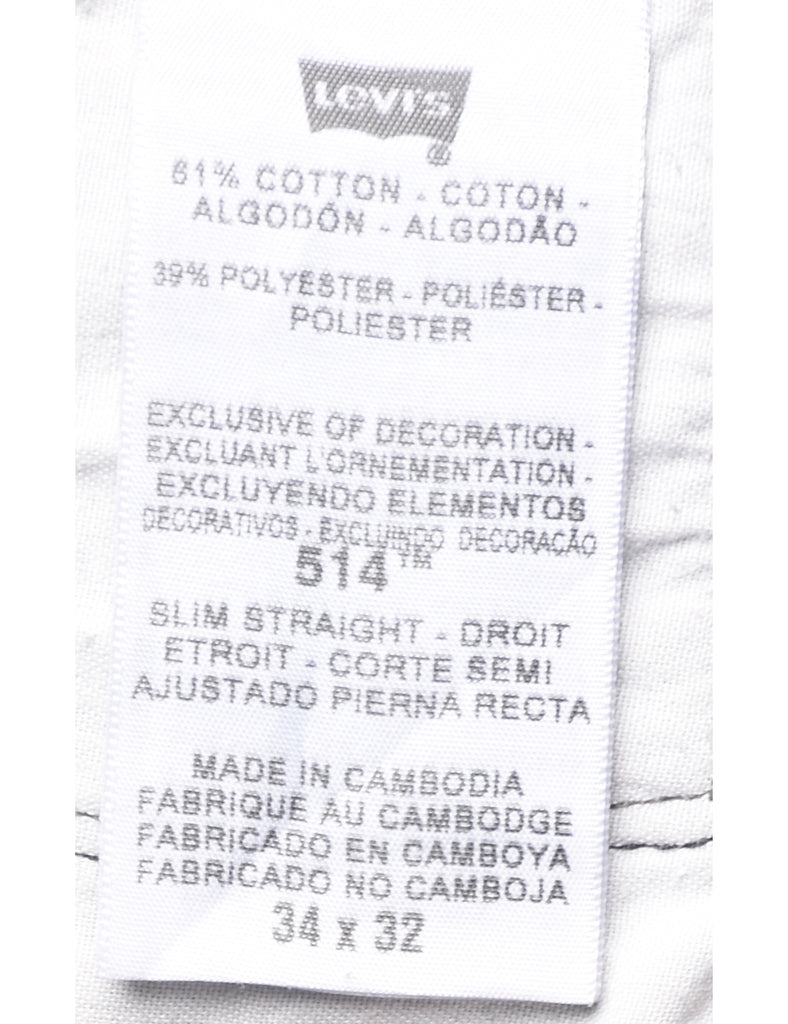 Levi's
®
61% COTTON - COTON -
ALGODÓN - ALGODÃO
39% POLYESTER - POLIÉSTER -
POLIESTER
EXCLUSIVE OF DECORATION -
EXCLUANT L'ORNEMENTATION -
EXCLUYENDO ELEMENTOS
DECORATIVOS - EXCLUINDO DECORAÇÃO
514™
SLIM STRAIGHT - DROIT
ETROIT - CORTE SEMI
AJUSTADO PIERNA RECTA
MADE IN CAMBODIA
FABRIQUE AU CAMBODGE
FABRICADO EN CAMBOYA
FABRICADO NO CAMBOJA
34 x 32